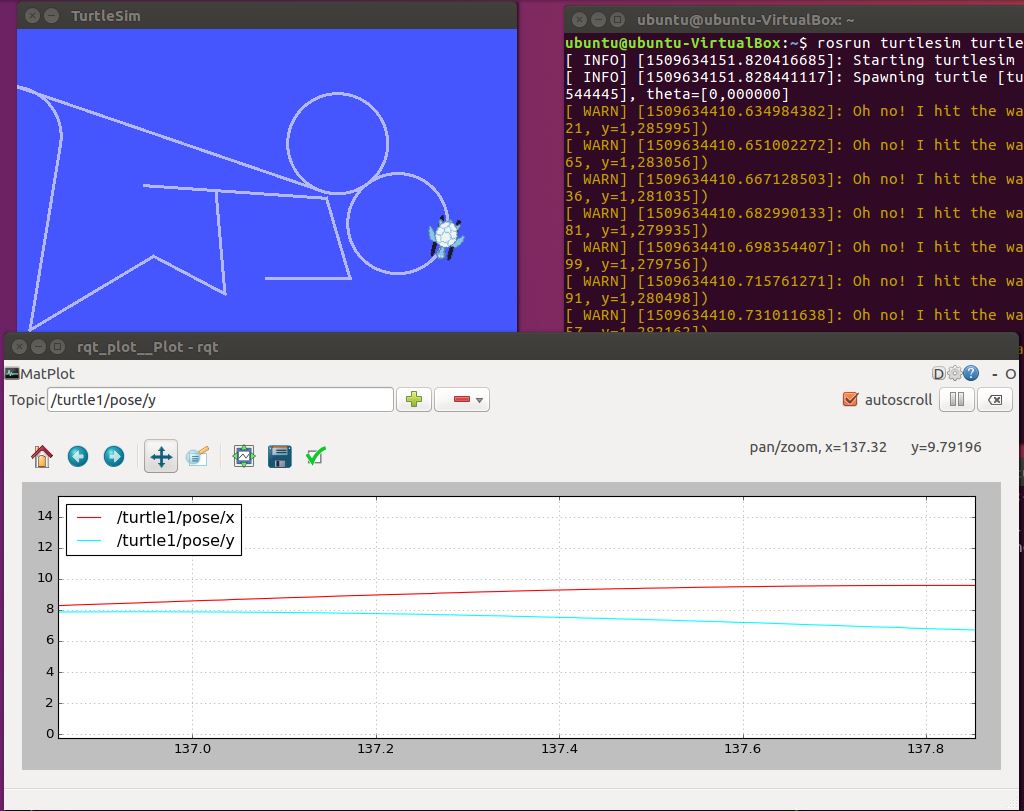 TurtleSim
ubuntu@ubuntu-VirtualBox: ~
ubuntu@ubuntu-VirtualBox:~$ rosrun turtlesim turtle
[ INFO] [1509634151.820416685]: Starting turtlesim
[ INFO] [1509634151.828441117]: Spawning turtle [tu
544445], theta=[0,000000]
[ WARN] [1509634410.634984382]: Oh no! I hit the wa
21, y=1,285995])
[ WARN] [1509634410.651002272]: Oh no! I hit the wa
65, y=1,283056])
[ WARN] [1509634410.667128503]: Oh no! I hit the wa
36, y=1,281035])
[ WARN] [1509634410.682990133]: Oh no! I hit the wa
81, y=1,279935])
[ WARN] [1509634410.698354407]: Oh no! I hit the wa
99, y=1,279756])
[ WARN] [1509634410.715761271]: Oh no! I hit the wa
91, y=1,280498])
[ WARN] [1509634410.731011638]: Oh no! I hit the wa
rqt_plot__Plot - rqt
MatPlot
D
? - O
Topic /turtle1/pose/y
autoscroll
pan/zoom, x=137.32 y=9.79196
/turtle1/pose/x
/turtle1/pose/y
14
12
10
8
6
4
2
0
137.0 137.2 137.4 137.6 137.8